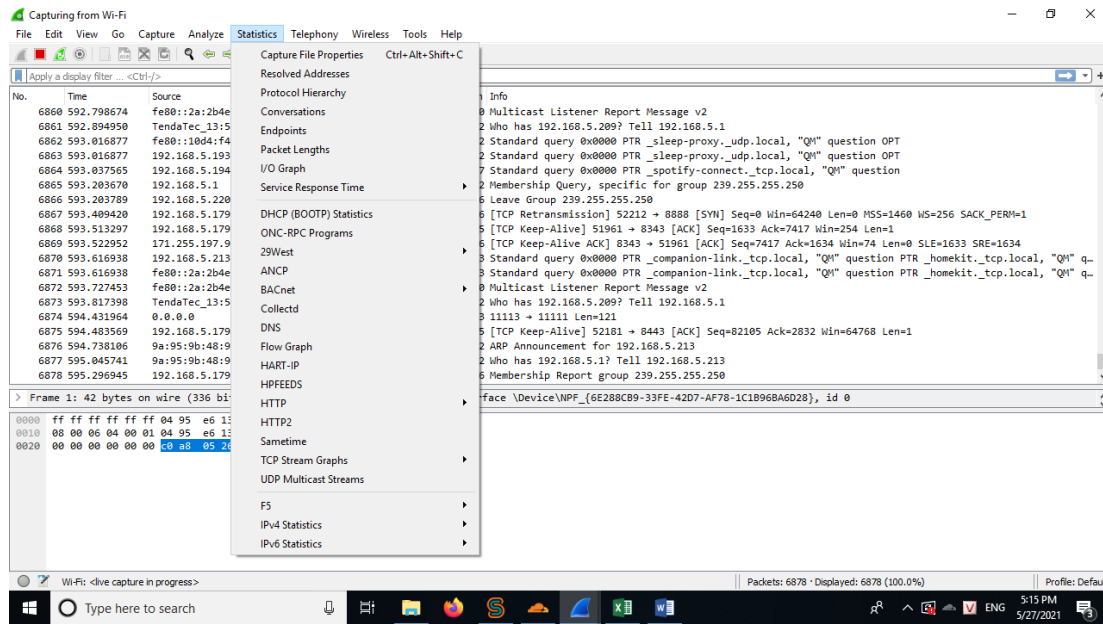 Capturing from Wi-Fi
File Edit View Go Capture Analyze Statistics Telephony Wireless Tools Help
Apply a display filter ... <Ctrl-/>
No. Time Source Info
6860 592.798674 fe80::2a:2b4e 0 Multicast Listener Report Message v2
6861 592.894950 TendaTec_13:5 2 Who has 192.168.5.209? Tell 192.168.5.1
6862 593.016877 fe80::10d4:f4 2 Standard query 0x0000 PTR _sleep-proxy._udp.local, "QM" question OPT
6863 593.016877 192.168.5.193 2 Standard query 0x0000 PTR _sleep-proxy._udp.local, "QM" question OPT
6864 593.037565 192.168.5.194 7 Standard query 0x0000 PTR _spotify-connect._tcp.local, "QM" question
6865 593.203670 192.168.5.1 2 Membership Query, specific for group 239.255.255.250
6866 593.203789 192.168.5.220 6 Leave Group 239.255.255.250
6867 593.409420 192.168.5.179 6 [TCP Retransmission] 52212 → 8888 [SYN] Seq=0 Win=64240 Len=0 MSS=1460 WS=256 SACK_PERM=1
6868 593.513297 192.168.5.179 5 [TCP Keep-Alive] 51961 → 8343 [ACK] Seq=1633 Ack=7417 Win=254 Len=1
6869 593.522952 171.255.197.9 6 [TCP Keep-Alive ACK] 8343 → 51961 [ACK] Seq=7417 Ack=1634 Win=74 Len=0 SLE=1633 SRE=1634
6870 593.616938 192.168.5.213 3 Standard query 0x0000 PTR _companion-link._tcp.local, "QM" question PTR _homekit._tcp.local, "QM" q…
6871 593.616938 fe80::2a:2b4e 3 Standard query 0x0000 PTR _companion-link._tcp.local, "QM" question PTR _homekit._tcp.local, "QM" q…
6872 593.727453 fe80::2a:2b4e 0 Multicast Listener Report Message v2
6873 593.817398 TendaTec_13:5 2 Who has 192.168.5.209? Tell 192.168.5.1
6874 594.431964 0.0.0.0 3 11113 → 11111 Len=121
6875 594.483569 192.168.5.179 5 [TCP Keep-Alive] 52181 → 8443 [ACK] Seq=82105 Ack=2832 Win=64768 Len=1
6876 594.738106 9a:95:9b:48:9 2 ARP Announcement for 192.168.5.213
6877 595.045741 9a:95:9b:48:9 2 Who has 192.168.5.1? Tell 192.168.5.213
6878 595.296945 192.168.5.179 6 Membership Report group 239.255.255.250
Capture File Properties Ctrl+Alt+Shift+C
Resolved Addresses
Protocol Hierarchy
Conversations
Endpoints
Packet Lengths
I/O Graph
Service Response Time
DHCP (BOOTP) Statistics
ONC-RPC Programs
29West
ANCP
BACnet
Collectd
DNS
Flow Graph
HART-IP
HPFEEDS
HTTP
HTTP2
Sametime
TCP Stream Graphs
UDP Multicast Streams
F5
IPv4 Statistics
IPv6 Statistics
Frame 1: 42 bytes on wire (336 bi rface \Device\NPF_{6E288CB9-33FE-42D7-AF78-1C1B96BA6D28}, id 0
0000 ff ff ff ff ff ff 04 95 e6 13
0010 08 00 06 04 00 01 04 95 e6 13
0020 00 00 00 00 00 00 c0 a8 05 26
Wi-Fi: <live capture in progress> Packets: 6878 · Displayed: 6878 (100.0%) Profile: Defau
Type here to search ENG 5:15 PM
5/27/2021